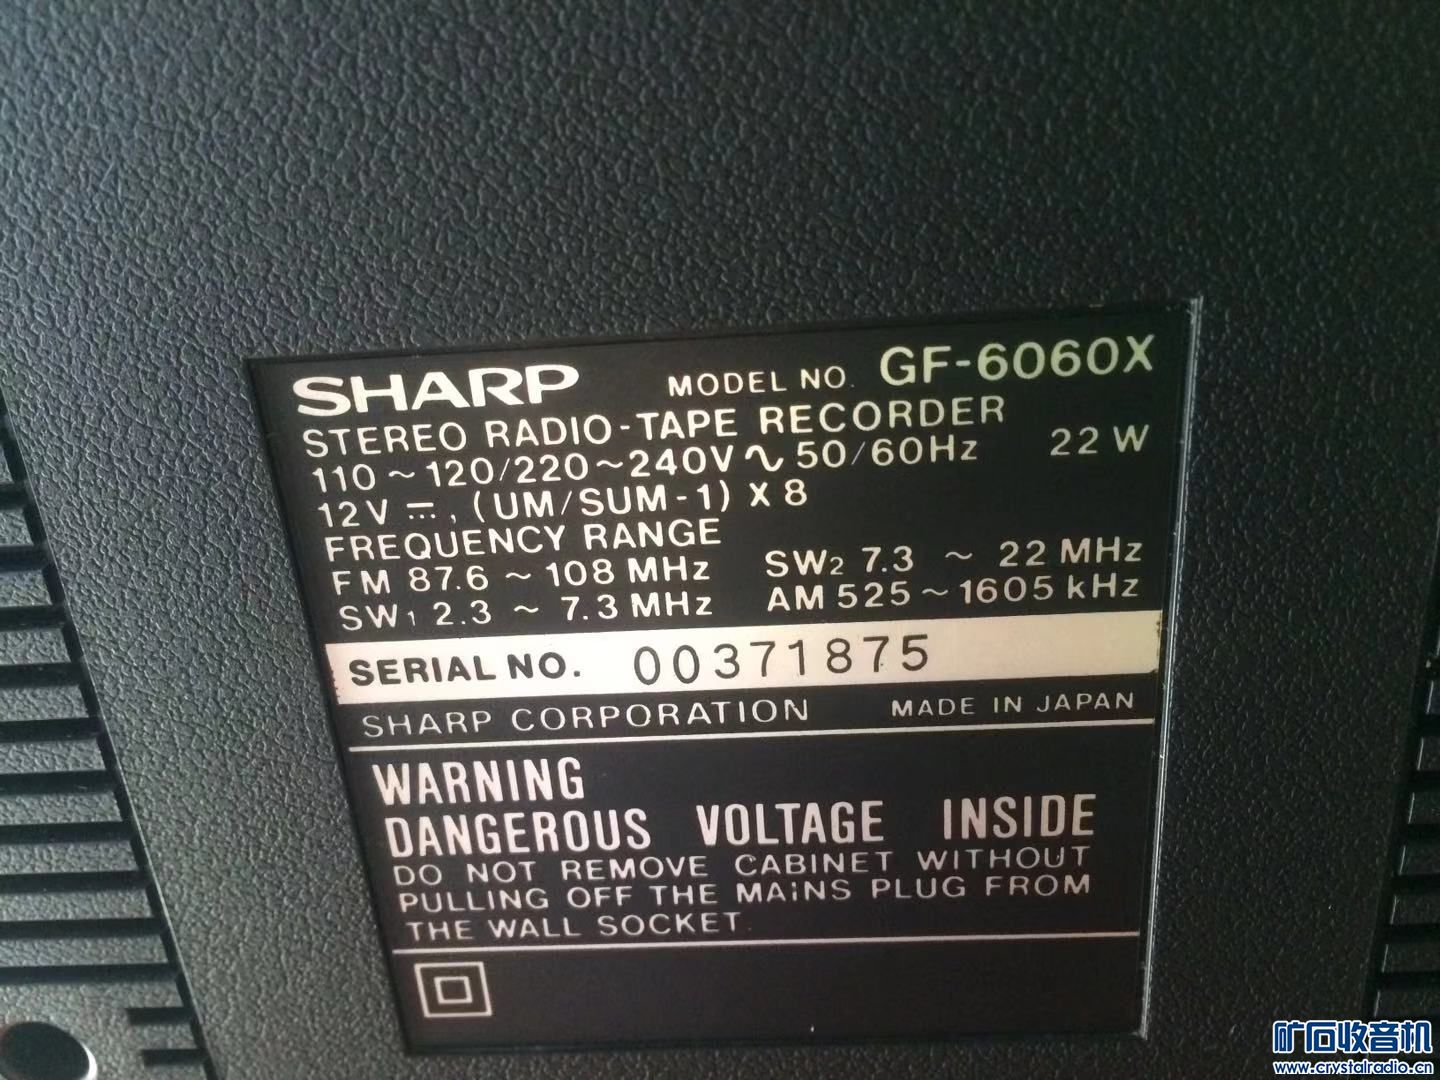 SHARP MODEL NO. GF-6060X
STEREO RADIO-TAPE RECORDER
110~120/220~240V∿50/60Hz 22 W
12V ⎓, (UM/SUM-1) X 8
FREQUENCY RANGE
FM 87.6 ~ 108 MHz SW2 7.3 ~ 22 MHz
SW1 2.3 ~ 7.3 MHz AM 525~1605 kHz
SERIAL NO. 00371875
SHARP CORPORATION MADE IN JAPAN
WARNING
DANGEROUS VOLTAGE INSIDE
DO NOT REMOVE CABINET WITHOUT
PULLING OFF THE MAINS PLUG FROM
THE WALL SOCKET.
矿石收音机
www.crystalradio.cn